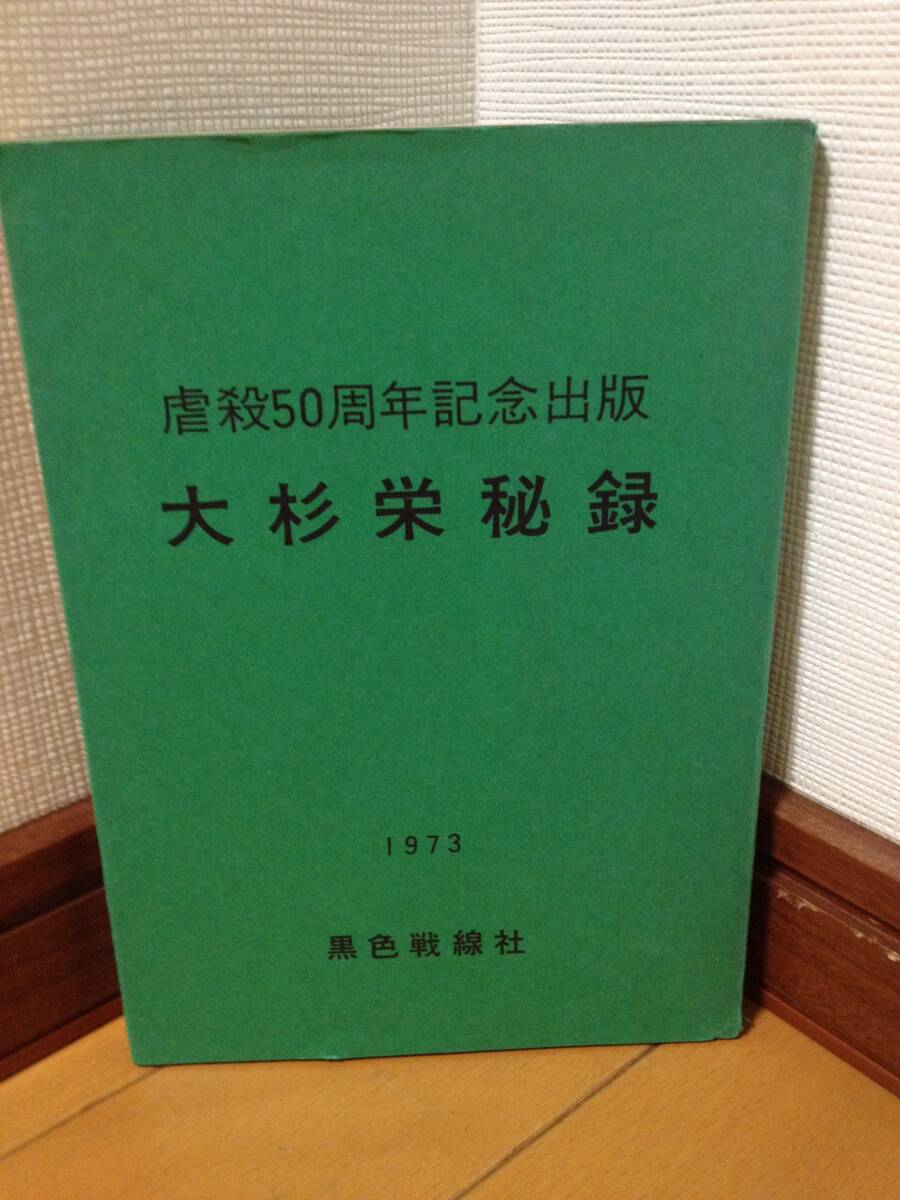 虐殺50周年記念出版
大杉栄秘録
1973
黒色戦線社